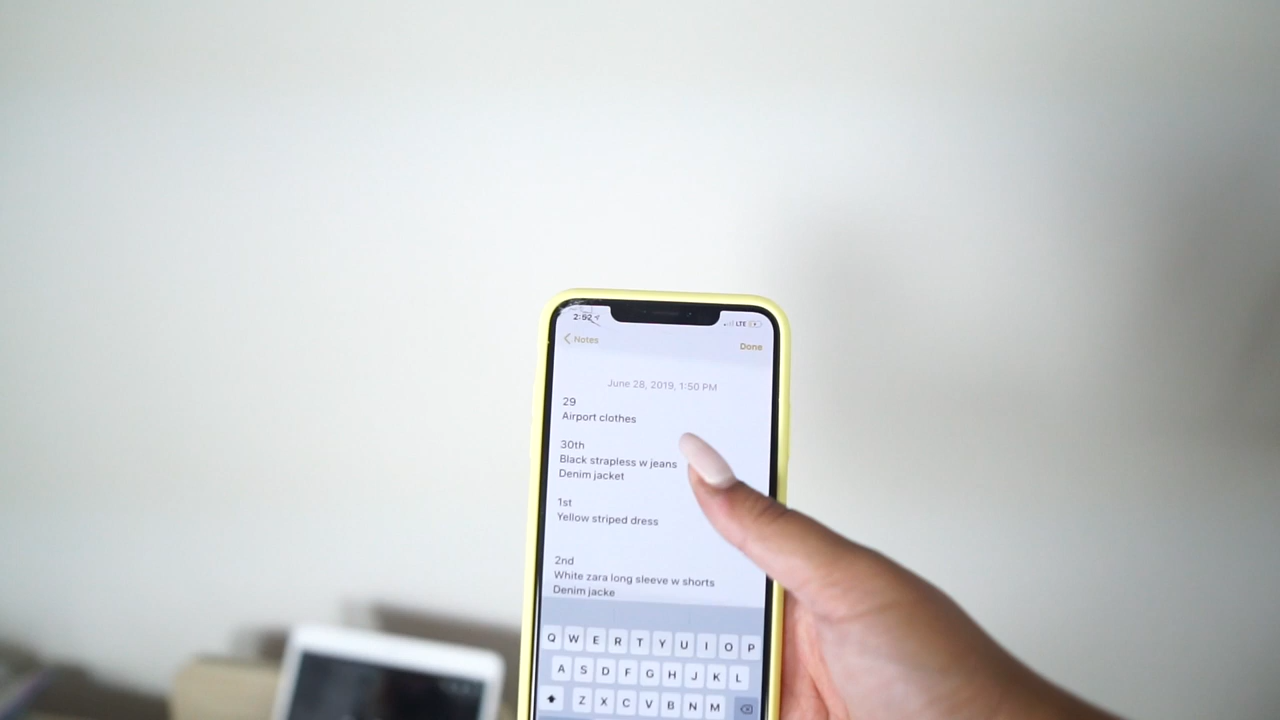 2:52
LTE
Notes
Done
June 28, 2019, 1:50 PM
29
Airport clothes
30th
Black strapless w jeans
Denim jacket
1st
Yellow striped dress
2nd
White zara long sleeve w shorts
Denim jacke
Q W E R T Y U I O P
A S D F G H J K L
Z X C V B N M